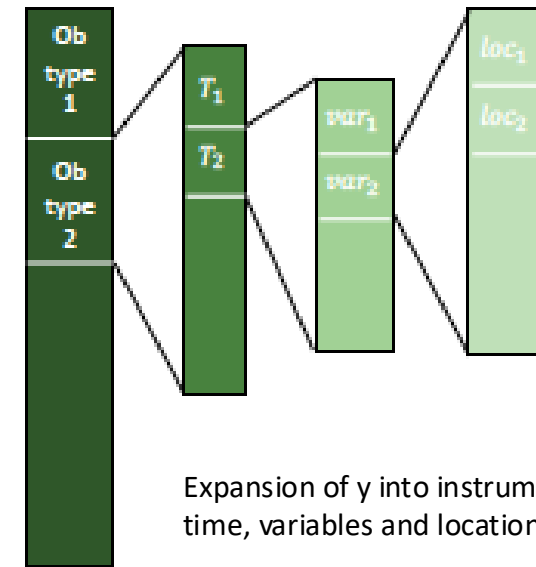 Ob
type
1
Ob
type
2
T₁
T₂
var₁
var₂
loc₁
loc₂
Expansion of y into instrum
time, variables and location